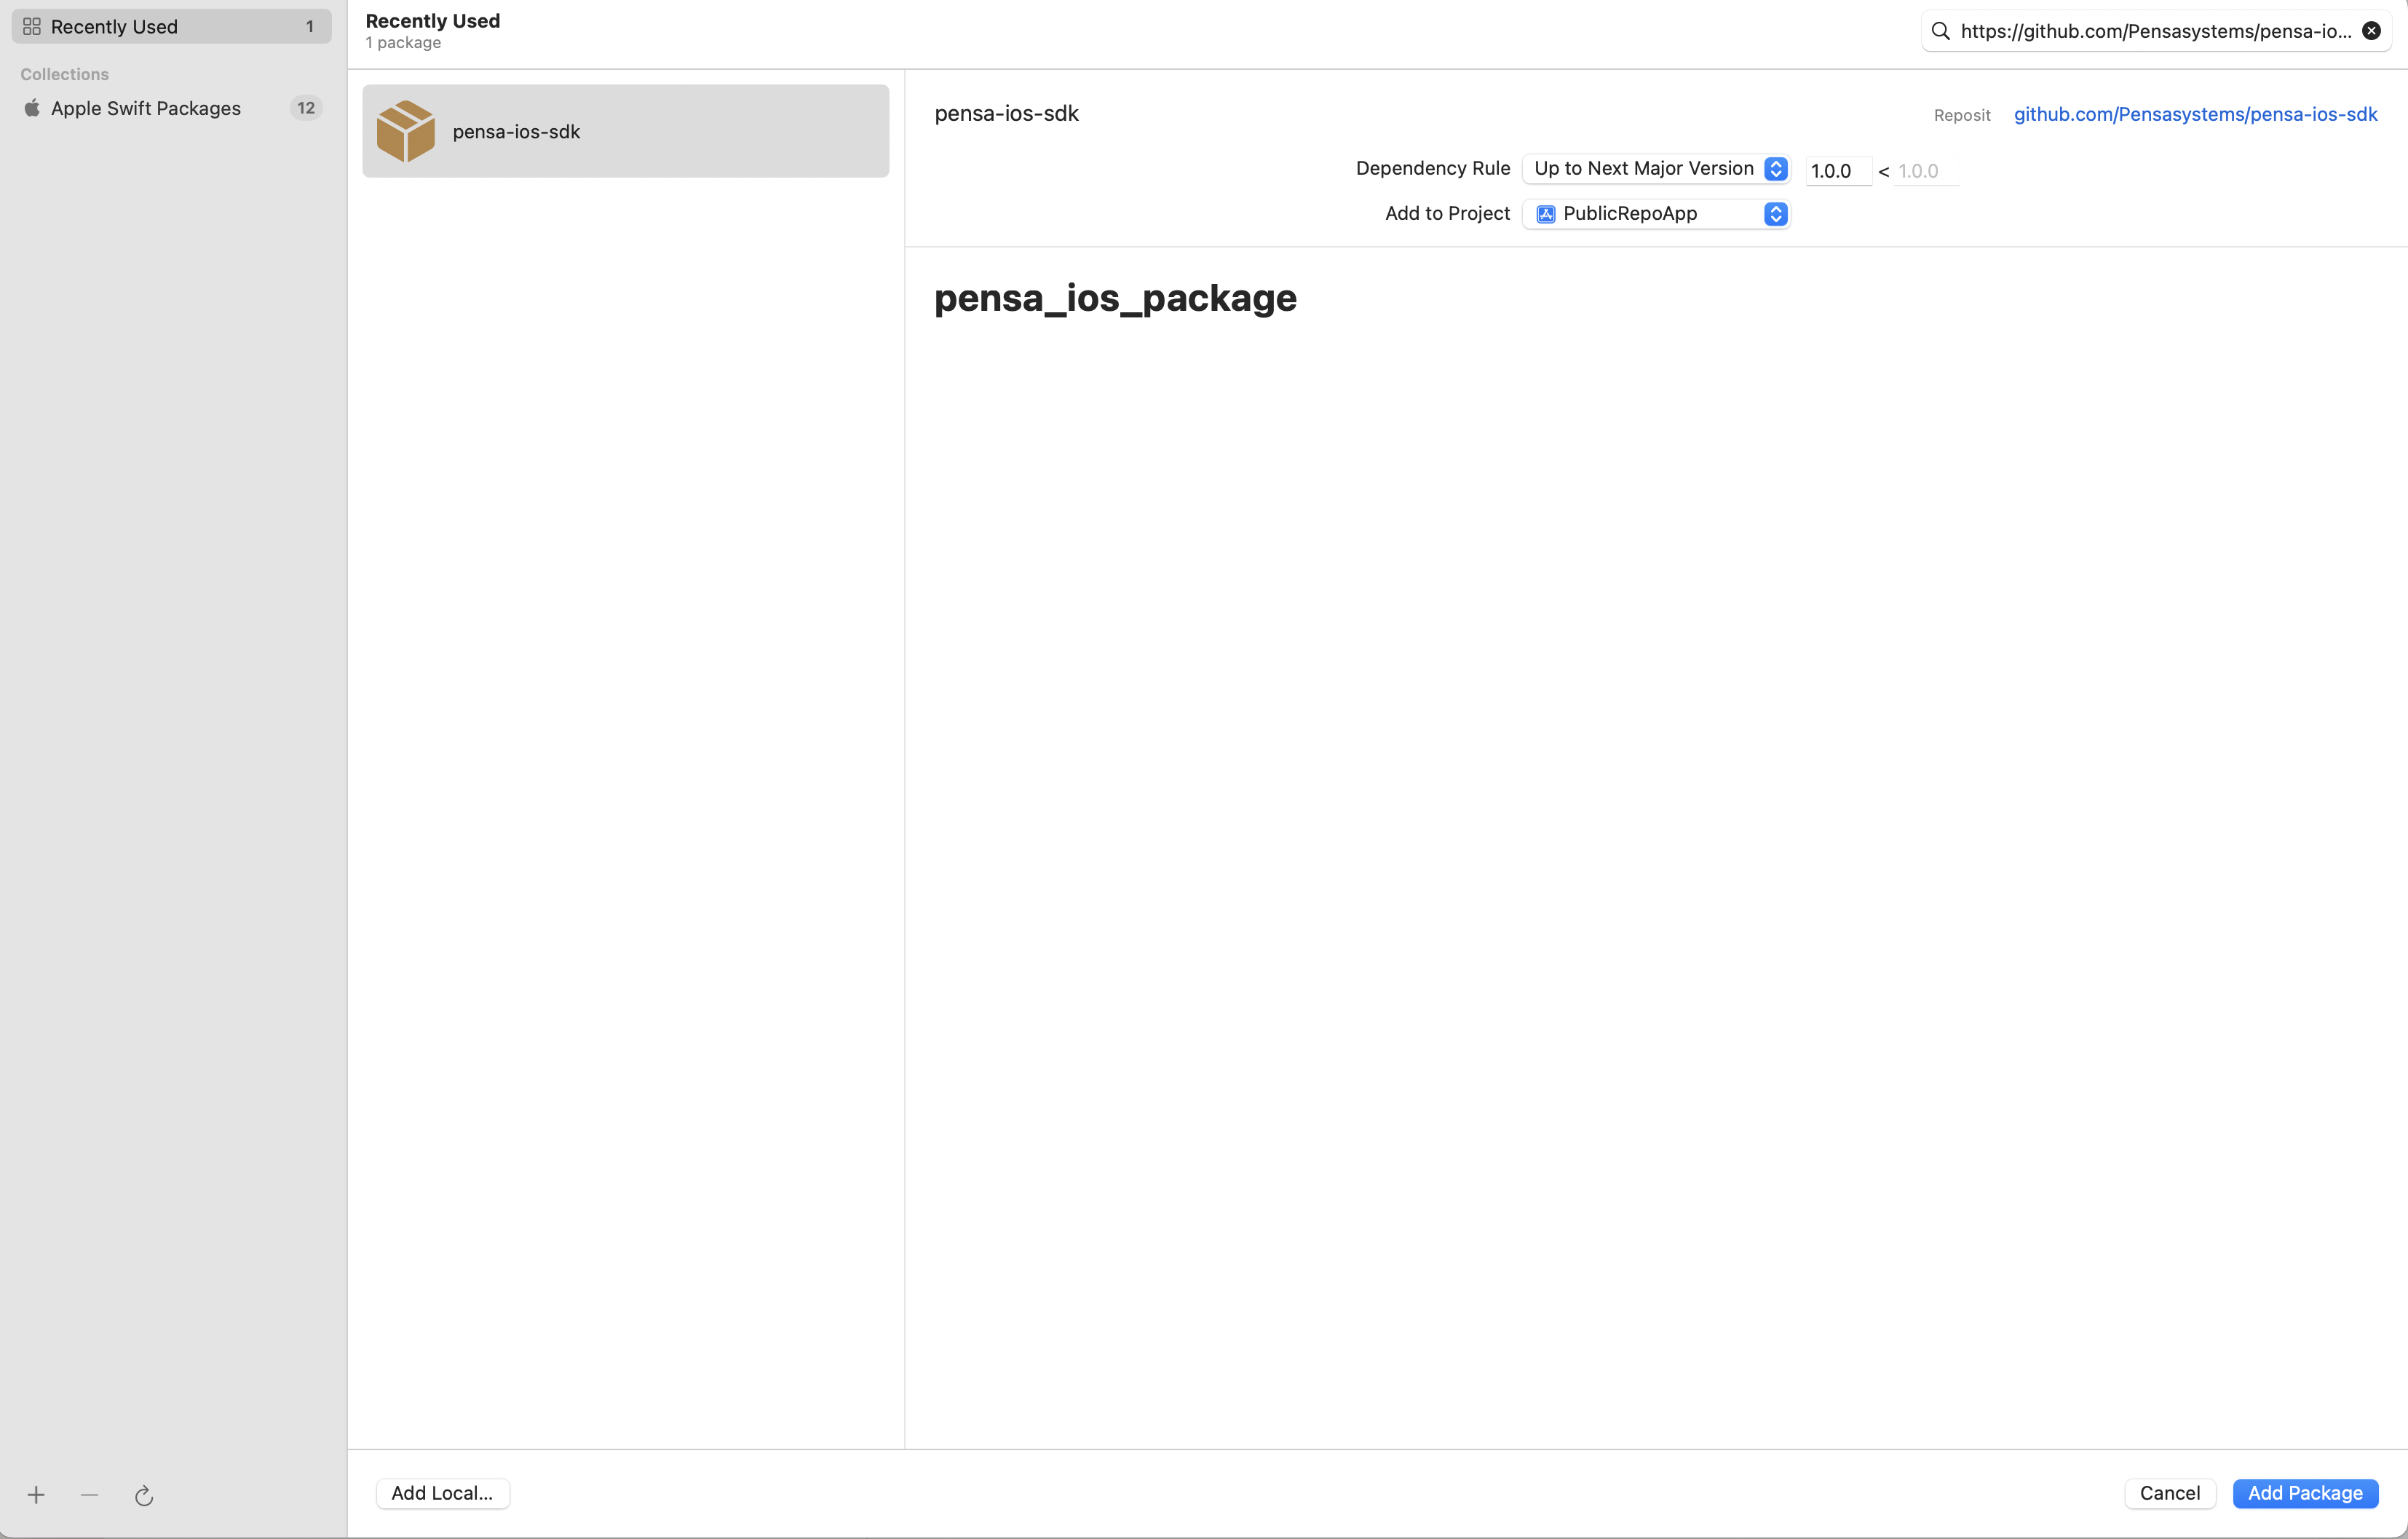 Recently Used 1
Collections
Apple Swift Packages 12
Recently Used
1 package
https://github.com/Pensasystems/pensa-io...
pensa-ios-sdk
pensa-ios-sdk
Reposit github.com/Pensasystems/pensa-ios-sdk
Dependency Rule Up to Next Major Version 1.0.0 < 1.0.0
Add to Project PublicRepoApp
pensa_ios_package
Add Local...
Cancel
Add Package